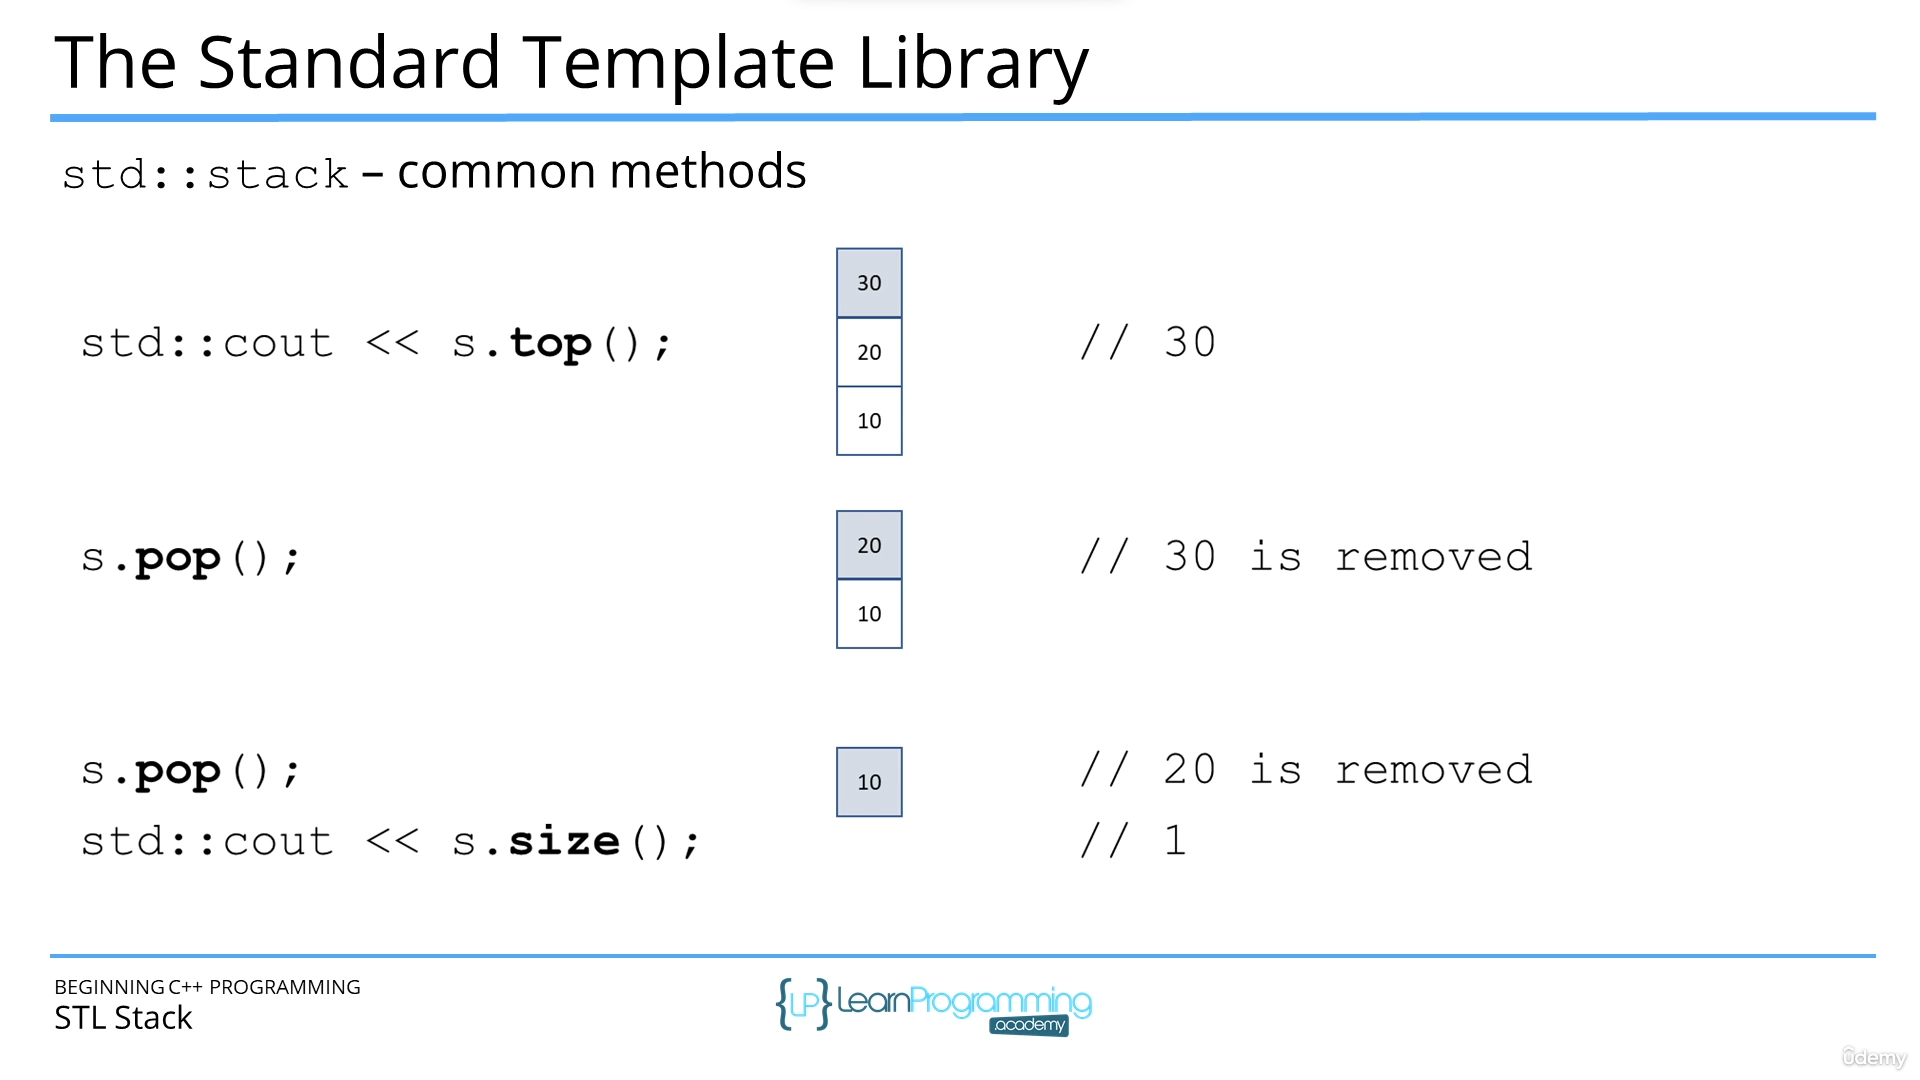 The Standard Template Library
std::stack – common methods
30
std::cout << s.top(); // 30
20
10
20
s.pop(); // 30 is removed
10
s.pop(); // 20 is removed
10
std::cout << s.size(); // 1
BEGINNING C++ PROGRAMMING
STL Stack
{LP} LearnProgramming
.academy
ûdemy